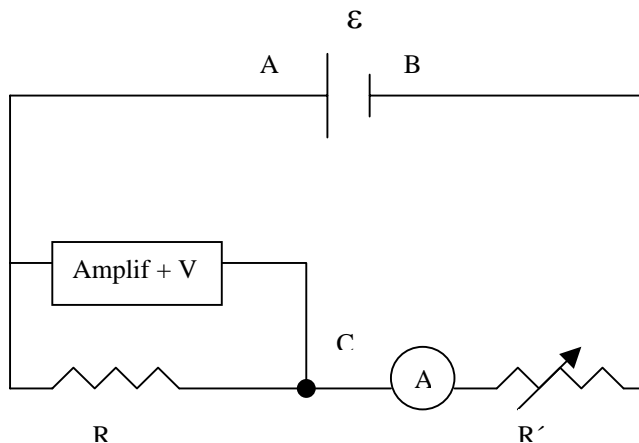 ε
A B
Amplif + V
C
A
R R´